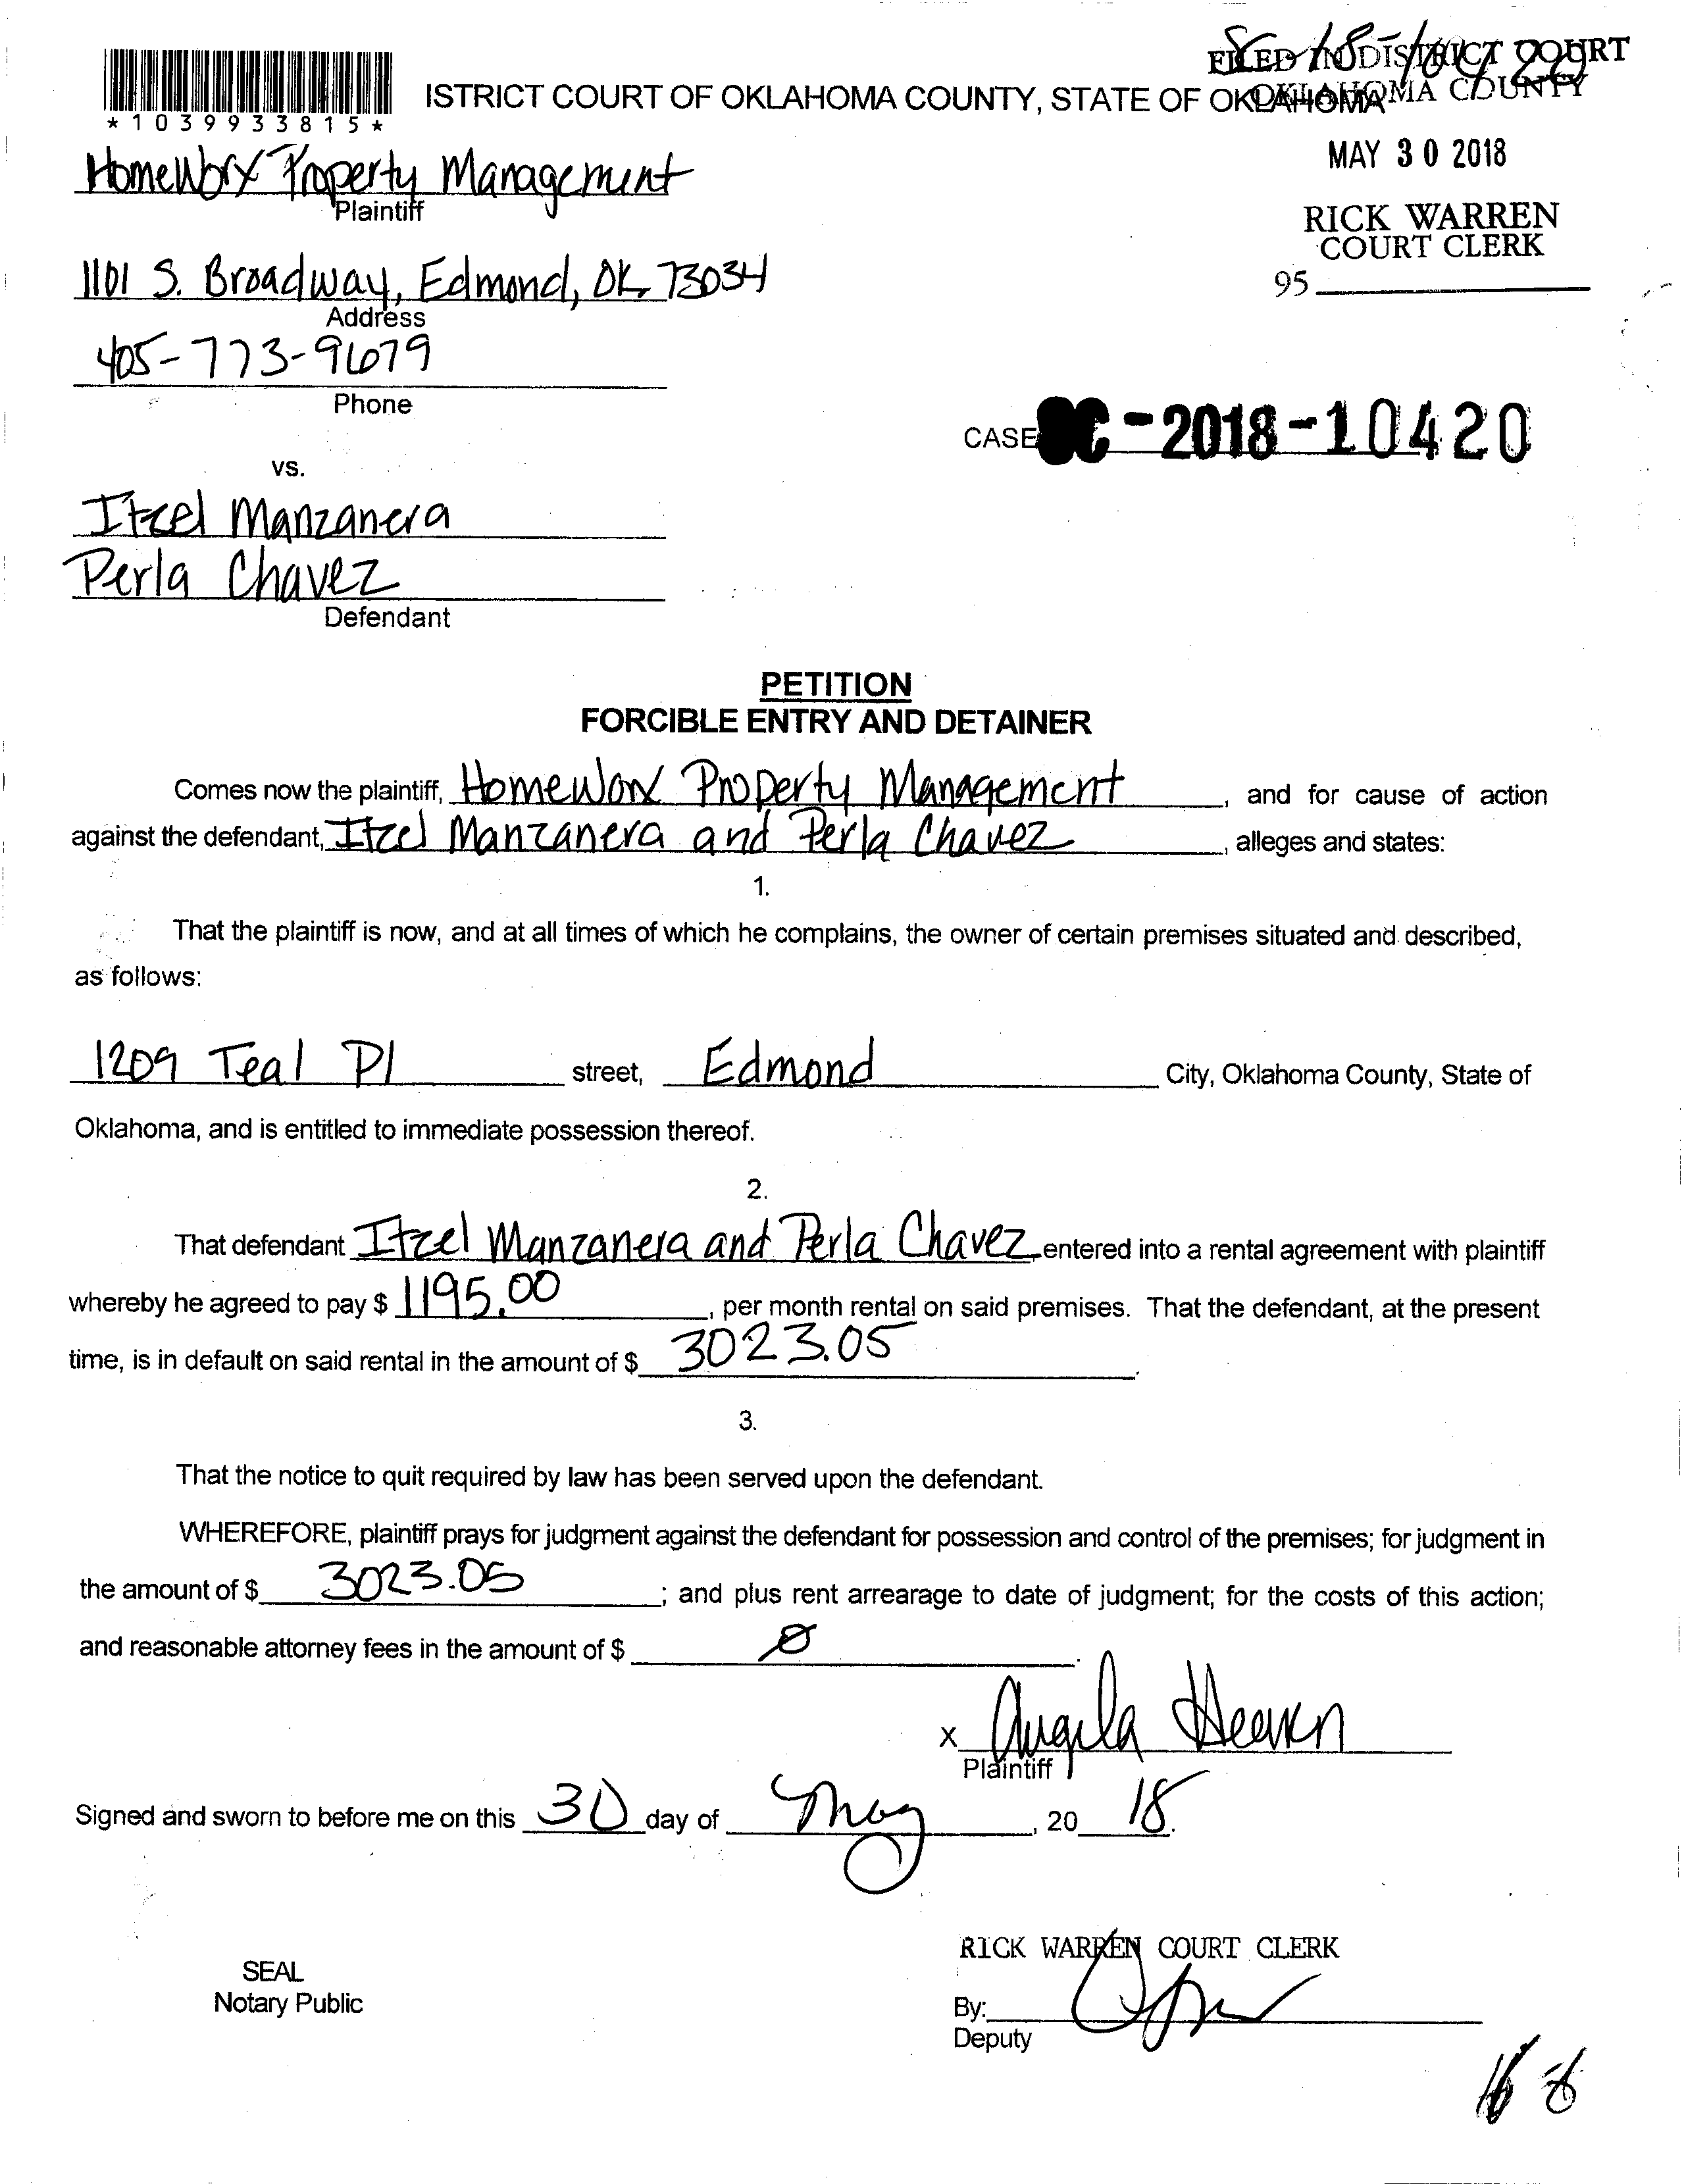 SC-18-10420
FILED IN DISTRICT COURT
OKLAHOMA COUNTY
*1039933815*
ISTRICT COURT OF OKLAHOMA COUNTY, STATE OF OKLAHOMA
MAY 30 2018
RICK WARREN
COURT CLERK
95
HomeWorx Property Management
Plaintiff
1101 S. Broadway, Edmond, OK 73034
Address
405-773-9679
Phone
CASE SC-2018-10420
vs.
Itzel Manzanera
Perla Chavez
Defendant
PETITION
FORCIBLE ENTRY AND DETAINER
Comes now the plaintiff, HomeWorx Property Management, and for cause of action
against the defendant, Itzel Manzanera and Perla Chavez, alleges and states:
1.
That the plaintiff is now, and at all times of which he complains, the owner of certain premises situated and described,
as follows:
1209 Teal Pl street, Edmond City, Oklahoma County, State of
Oklahoma, and is entitled to immediate possession thereof.
2.
That defendant Itzel Manzanera and Perla Chavez entered into a rental agreement with plaintiff
whereby he agreed to pay $ 1195.00, per month rental on said premises. That the defendant, at the present
time, is in default on said rental in the amount of $ 3023.05.
3.
That the notice to quit required by law has been served upon the defendant.
WHEREFORE, plaintiff prays for judgment against the defendant for possession and control of the premises; for judgment in
the amount of $ 3023.05; and plus rent arrearage to date of judgment; for the costs of this action;
and reasonable attorney fees in the amount of $ Ø.
x Angela Heaven
Plaintiff
Signed and sworn to before me on this 30 day of May, 20 18.
RICK WARREN COURT CLERK
SEAL
Notary Public
By:
Deputy